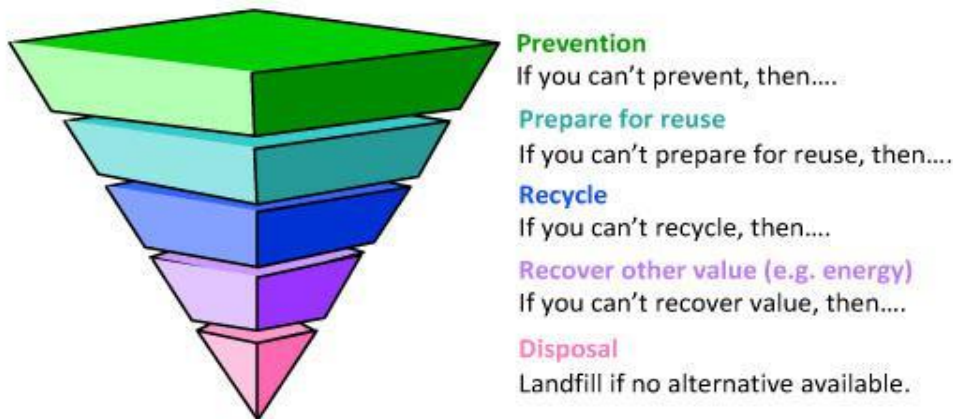 Prevention
If you can’t prevent, then....
Prepare for reuse
If you can’t prepare for reuse, then....
Recycle
If you can’t recycle, then....
Recover other value (e.g. energy)
If you can’t recover value, then....
Disposal
Landfill if no alternative available.